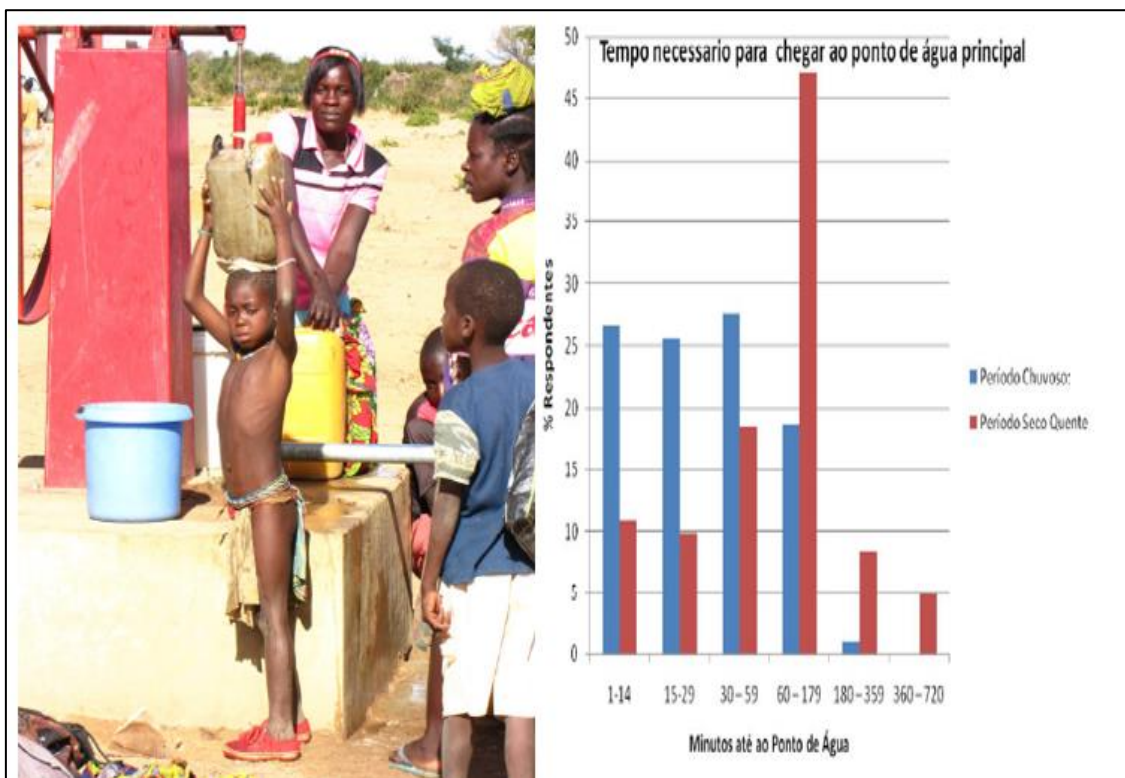 Tempo necessario para chegar ao ponto de água principal
50
45
40
35
30
25
20
15
10
5
0
% Respondentes
1-14
15-29
30 – 59
60 – 179
180 – 359
360 – 720
Minutos até ao Ponto de Água
Período Chuvoso:
Período Seco Quente